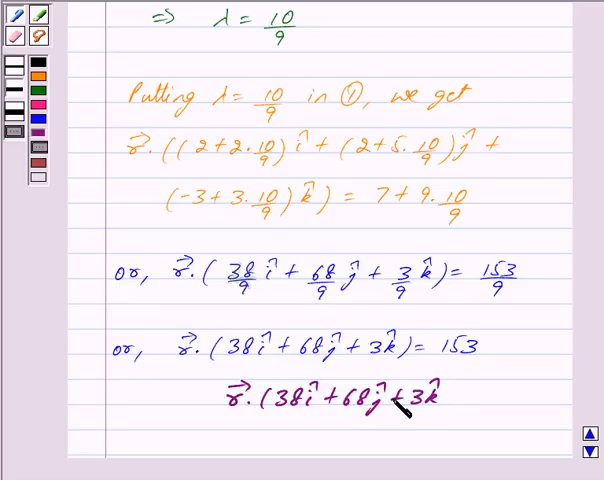 ⇒ λ = 10/9
Putting λ = 10/9 in ①, we get
r⃗.((2+2.10/9)î + (2+5.10/9)ĵ +
(-3+3.10/9)k̂) = 7+9.10/9
or, r⃗.(38/9 î + 68/9 ĵ + 3/9 k̂) = 153/9
or, r⃗.(38î + 68ĵ + 3k̂) = 153
r⃗.(38î + 68ĵ + 3k̂